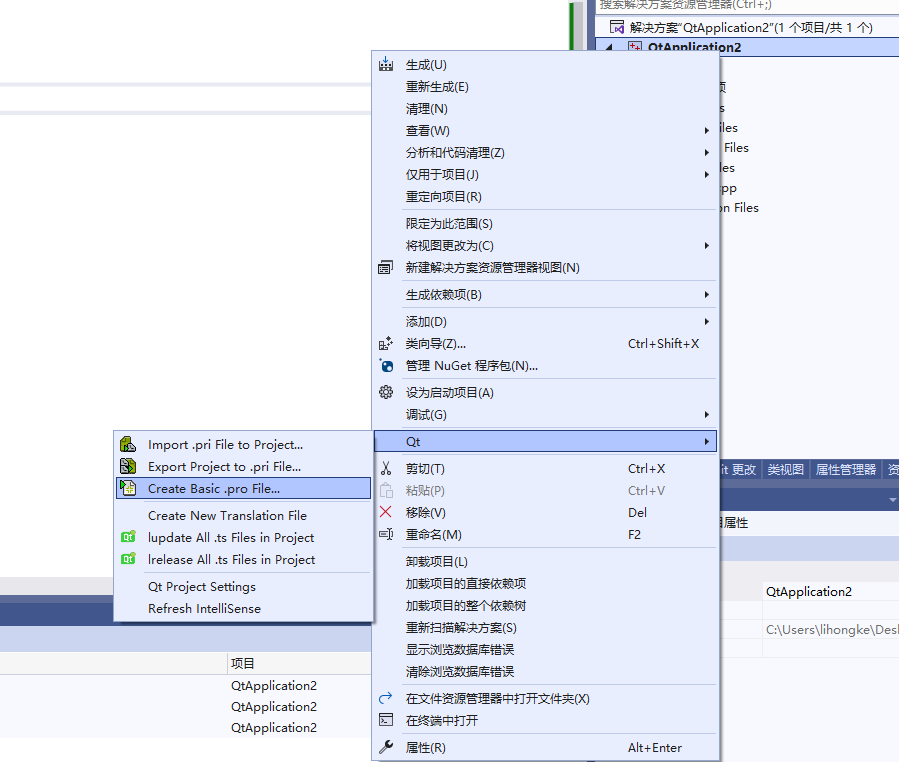 搜索解决方案资源管理器(Ctrl+;)
解决方案"QtApplication2"(1 个项目/共 1 个)
QtApplication2
生成(U)
重新生成(E)
清理(N)
查看(W)
分析和代码清理(Z)
仅用于项目(J)
重定向项目(R)
限定为此范围(S)
将视图更改为(C)
新建解决方案资源管理器视图(N)
生成依赖项(B)
添加(D)
类向导(Z)... Ctrl+Shift+X
管理 NuGet 程序包(N)...
设为启动项目(A)
调试(G)
Qt
剪切(T) Ctrl+X
粘贴(P) Ctrl+V
移除(V) Del
重命名(M) F2
卸载项目(L)
加载项目的直接依赖项
加载项目的整个依赖树
重新扫描解决方案(S)
显示浏览数据库错误
清除浏览数据库错误
在文件资源管理器中打开文件夹(X)
在终端中打开
属性(R) Alt+Enter
Import .pri File to Project...
Export Project to .pri File...
Create Basic .pro File...
Create New Translation File
lupdate All .ts Files in Project
lrelease All .ts Files in Project
Qt Project Settings
Refresh IntelliSense
项
s
iles
Files
les
pp
on Files
it 更改 类视图 属性管理器 资
属性
QtApplication2
C:\Users\lihongke\Des
项目
QtApplication2
QtApplication2
QtApplication2